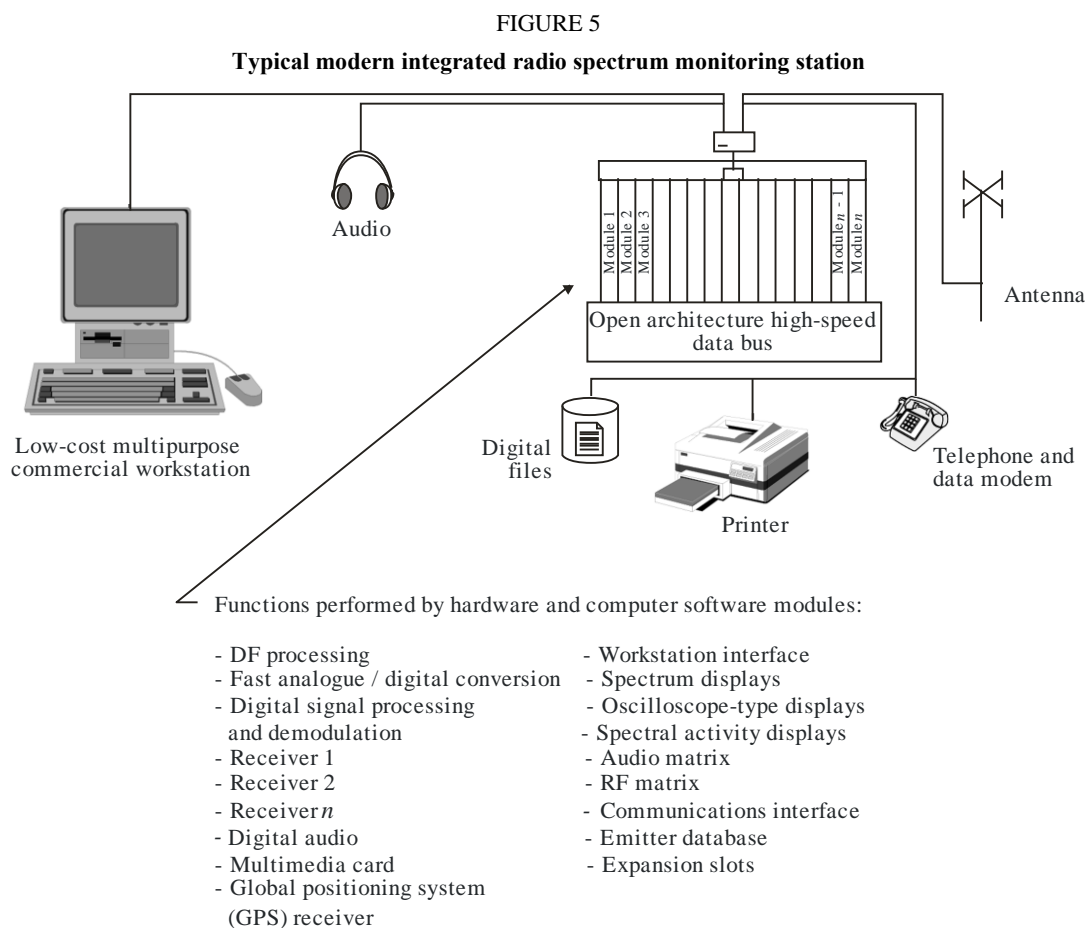 FIGURE 5
Typical modern integrated radio spectrum monitoring station
Audio
Module 1
Module 2
Module 3
Module n - 1
Module n
Antenna
Open architecture high-speed
data bus
Low-cost multipurpose
commercial workstation
Digital
files
Printer
Telephone and
data modem
Functions performed by hardware and computer software modules:
- DF processing
- Fast analogue / digital conversion
- Digital signal processing
and demodulation
- Receiver 1
- Receiver 2
- Receiver n
- Digital audio
- Multimedia card
- Global positioning system
(GPS) receiver
- Workstation interface
- Spectrum displays
- Oscilloscope-type displays
- Spectral activity displays
- Audio matrix
- RF matrix
- Communications interface
- Emitter database
- Expansion slots